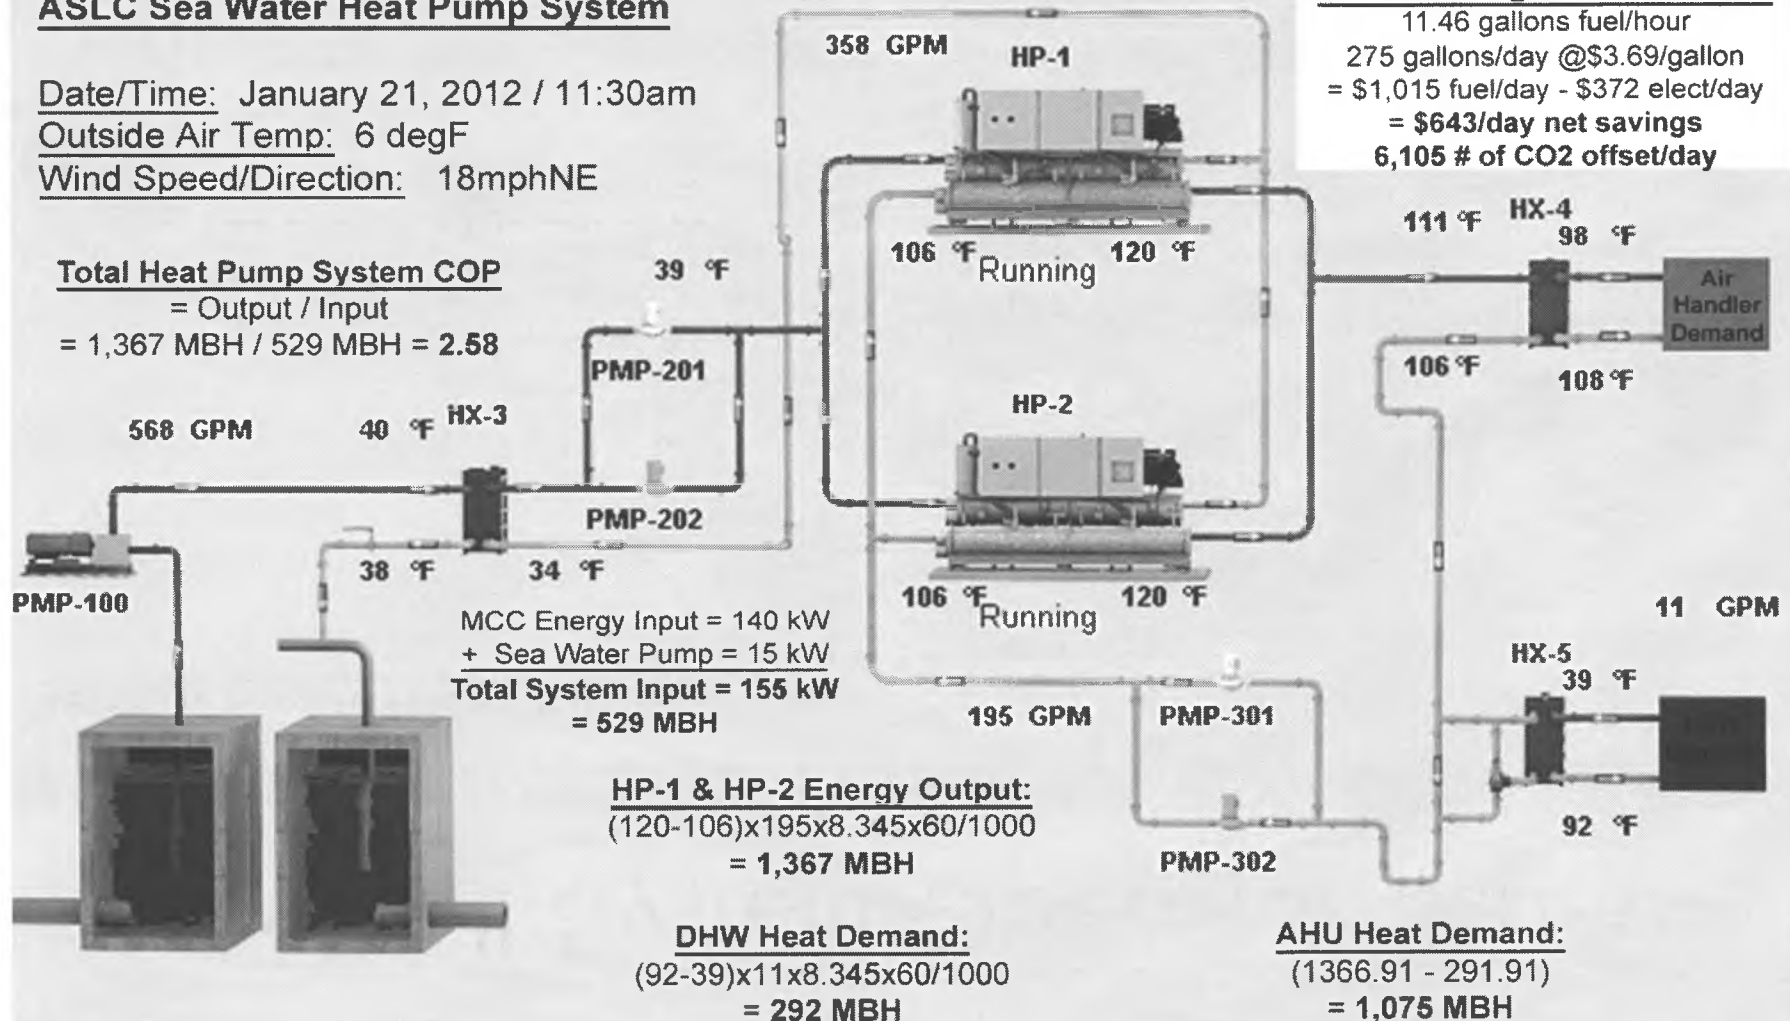 ASLC Sea Water Heat Pump System
Date/Time: January 21, 2012 / 11:30am
Outside Air Temp: 6 degF
Wind Speed/Direction: 18mphNE
11.46 gallons fuel/hour
275 gallons/day @$3.69/gallon
= $1,015 fuel/day - $372 elect/day
= $643/day net savings
6,105 # of CO2 offset/day
358 GPM
HP-1
106 °F
120 °F
Running
Total Heat Pump System COP
= Output / Input
= 1,367 MBH / 529 MBH = 2.58
39 °F
PMP-201
PMP-202
568 GPM
40 °F
HX-3
38 °F
34 °F
PMP-100
HP-2
106 °F
120 °F
Running
111 °F
HX-4
98 °F
Air
Handler
Demand
106 °F
108 °F
MCC Energy Input = 140 kW
+ Sea Water Pump = 15 kW
Total System Input = 155 kW
= 529 MBH
195 GPM
PMP-301
PMP-302
11 GPM
HX-5
39 °F
92 °F
HP-1 & HP-2 Energy Output:
(120-106)x195x8.345x60/1000
= 1,367 MBH
DHW Heat Demand:
(92-39)x11x8.345x60/1000
= 292 MBH
AHU Heat Demand:
(1366.91 - 291.91)
= 1,075 MBH